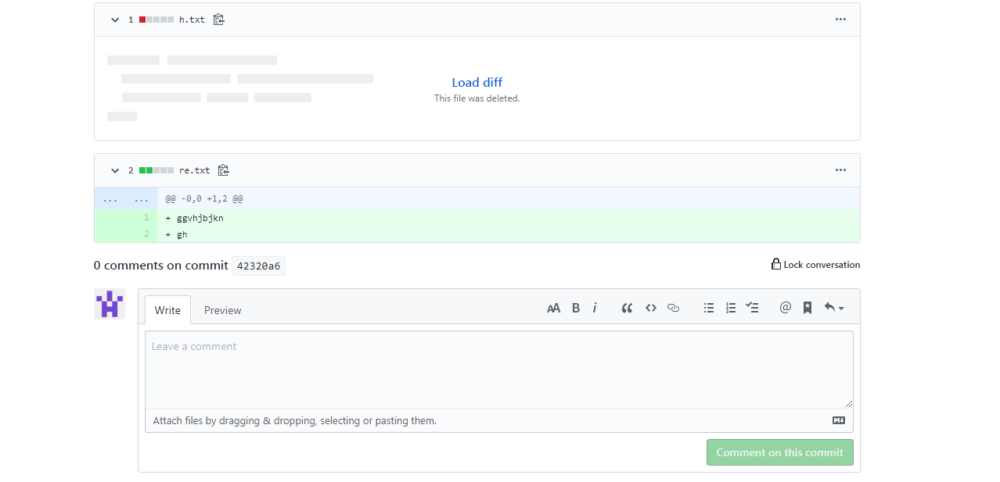 1 h.txt
Load diff
This file was deleted.
2 re.txt
... ... @@ -0,0 +1,2 @@
1 + ggvhjbjkn
2 + gh
0 comments on commit 42320a6 Lock conversation
Write Preview AA B i
Leave a comment
Attach files by dragging & dropping, selecting or pasting them.
Comment on this commit